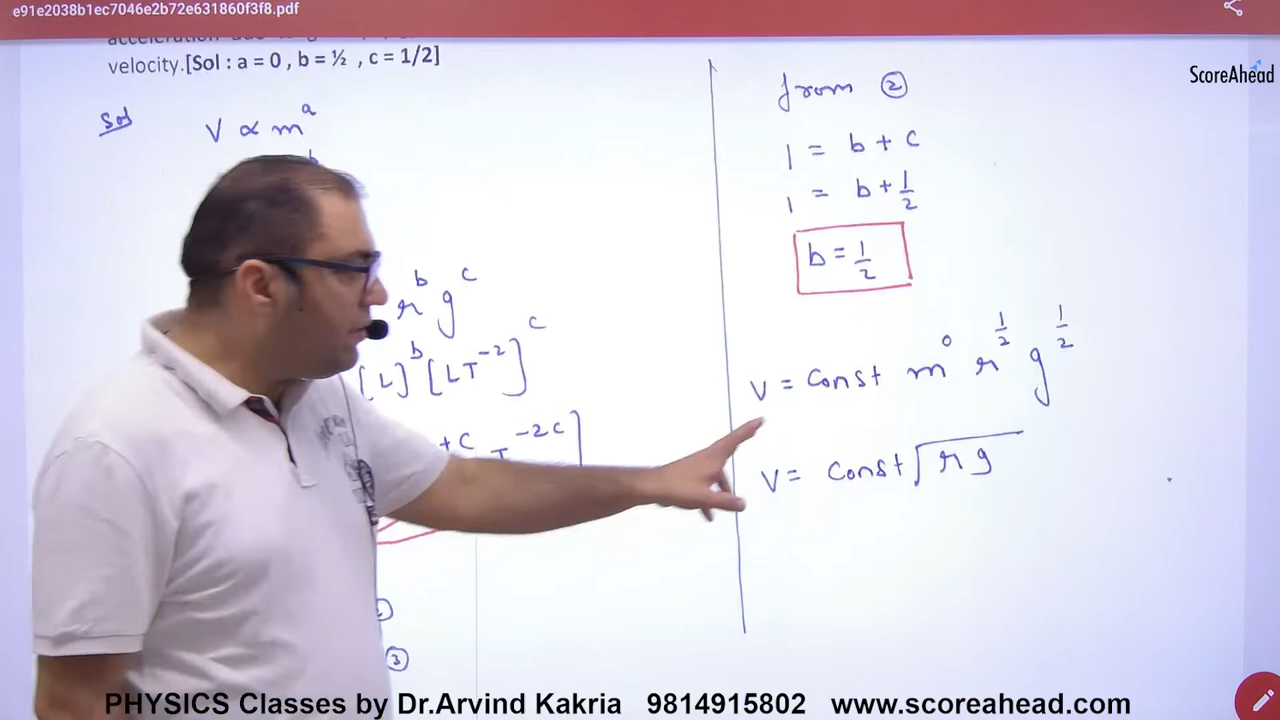 e91e2038b1ec7046e2b72e631860f3f8.pdf
velocity.[Sol : a = 0 , b = ½ , c = 1/2]
ScoreAhead
Sol
V ∝ m^a
b
r^b g^c
[L]^b [LT^-2]^c
+c T^-2c]
③
from ②
1 = b + c
1 = b + 1/2
b = 1/2
V = Const m^0 r^1/2 g^1/2
V = Const √rg
PHYSICS Classes by Dr.Arvind Kakria 9814915802 www.scoreahead.com